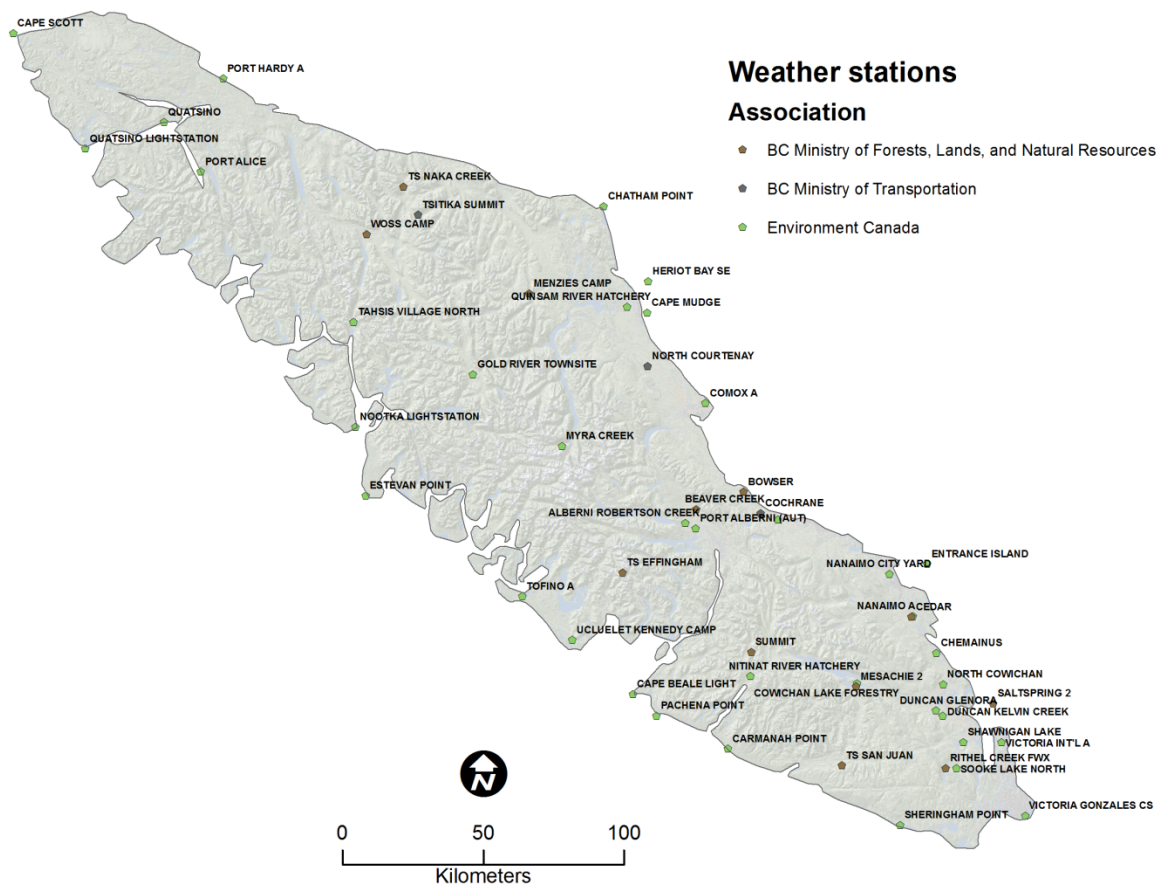 CAPE SCOTT
PORT HARDY A
Weather stations
Association
QUATSINO
QUATSINO LIGHTSTATION
BC Ministry of Forests, Lands, and Natural Resources
PORT ALICE
TS NAKA CREEK
BC Ministry of Transportation
CHATHAM POINT
TSITIKA SUMMIT
WOSS CAMP
Environment Canada
HERIOT BAY SE
MENZIES CAMP
QUINSAM RIVER HATCHERY
CAPE MUDGE
TAHSIS VILLAGE NORTH
NORTH COURTENAY
GOLD RIVER TOWNSITE
COMOX A
NOOTKA LIGHTSTATION
MYRA CREEK
ESTEVAN POINT
BOWSER
BEAVER CREEK
COCHRANE
ALBERNI ROBERTSON CREEK
PORT ALBERNI (AUT)
ENTRANCE ISLAND
TS EFFINGHAM
NANAIMO CITY YARD
TOFINO A
NANAIMO ACEDAR
UCLUELET KENNEDY CAMP
SUMMIT
CHEMAINUS
NITINAT RIVER HATCHERY
MESACHIE 2
NORTH COWICHAN
CAPE BEALE LIGHT
COWICHAN LAKE FORESTRY
SALTSPRING 2
DUNCAN GLENORA
PACHENA POINT
DUNCAN KELVIN CREEK
CARMANAH POINT
SHAWNIGAN LAKE
VICTORIA INT'L A
TS SAN JUAN
RITHEL CREEK FWX
SOOKE LAKE NORTH
N
VICTORIA GONZALES CS
SHERINGHAM POINT
0 50 100
Kilometers